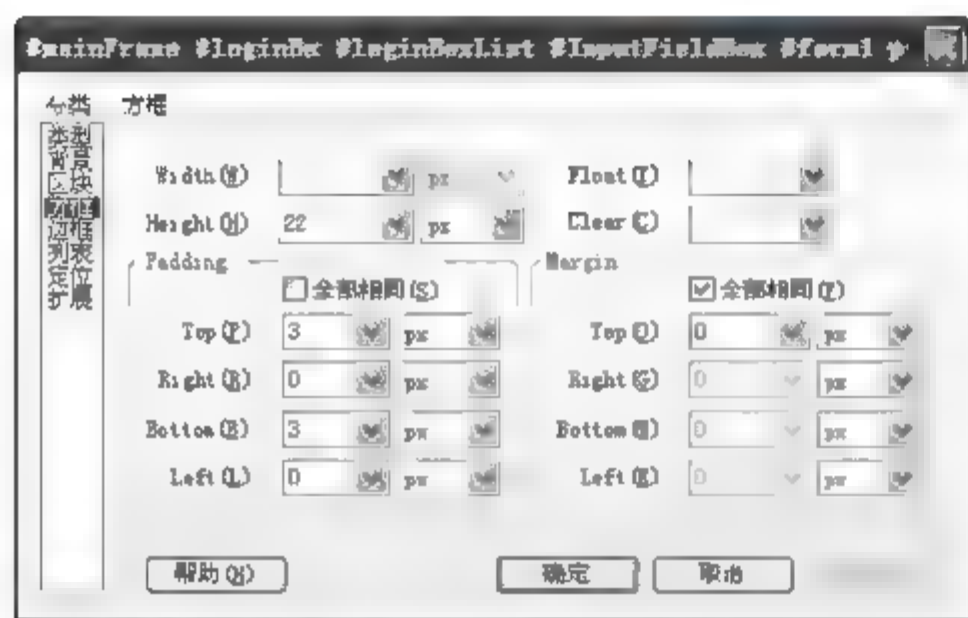 #mainFrame #loginBox #loginBoxList #InputFieldBox #form1 p
分类 方框
类型
背景
区块
方框
边框
列表
定位
扩展
Width(W) px Float(T)
Height(H) 22 px Clear(C)
Padding Margin
全部相同(S) 全部相同(F)
Top(P) 3 px Top(O) 0 px
Right(R) 0 px Right(G) 0 px
Bottom(B) 3 px Bottom(M) 0 px
Left(L) 0 px Left(E) 0 px
帮助(H) 确定 取消